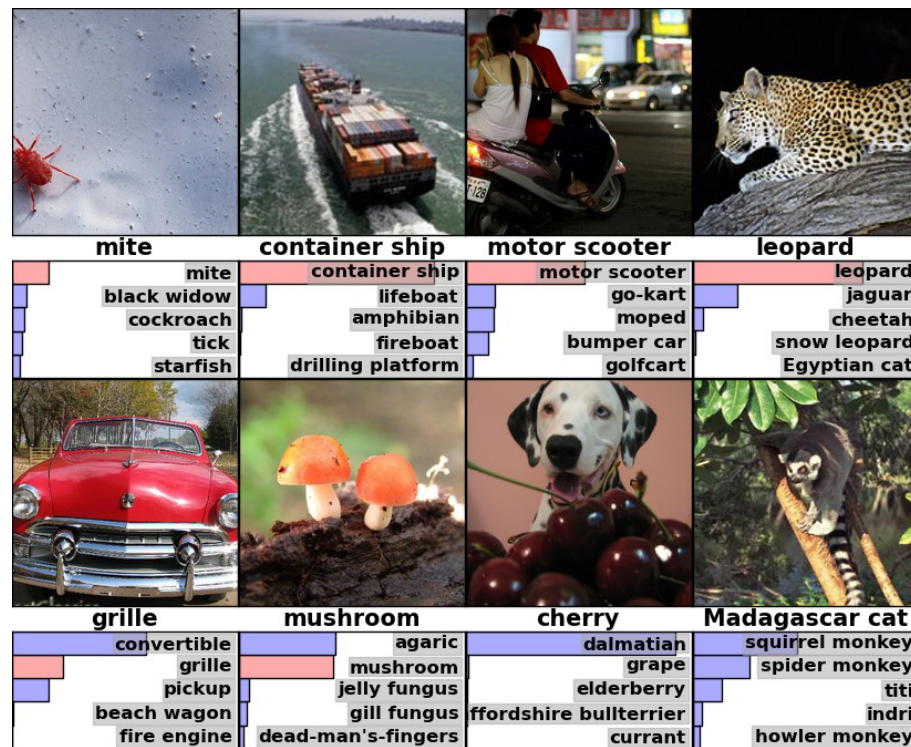 mite
container ship
motor scooter
leopard
mite
black widow
cockroach
tick
starfish
container ship
lifeboat
amphibian
fireboat
drilling platform
motor scooter
go-kart
moped
bumper car
golfcart
leopard
jaguar
cheetah
snow leopard
Egyptian cat
grille
mushroom
cherry
Madagascar cat
convertible
grille
pickup
beach wagon
fire engine
agaric
mushroom
jelly fungus
gill fungus
dead-man's-fingers
dalmatian
grape
elderberry
ffordshire bullterrier
currant
squirrel monkey
spider monkey
titi
indri
howler monkey